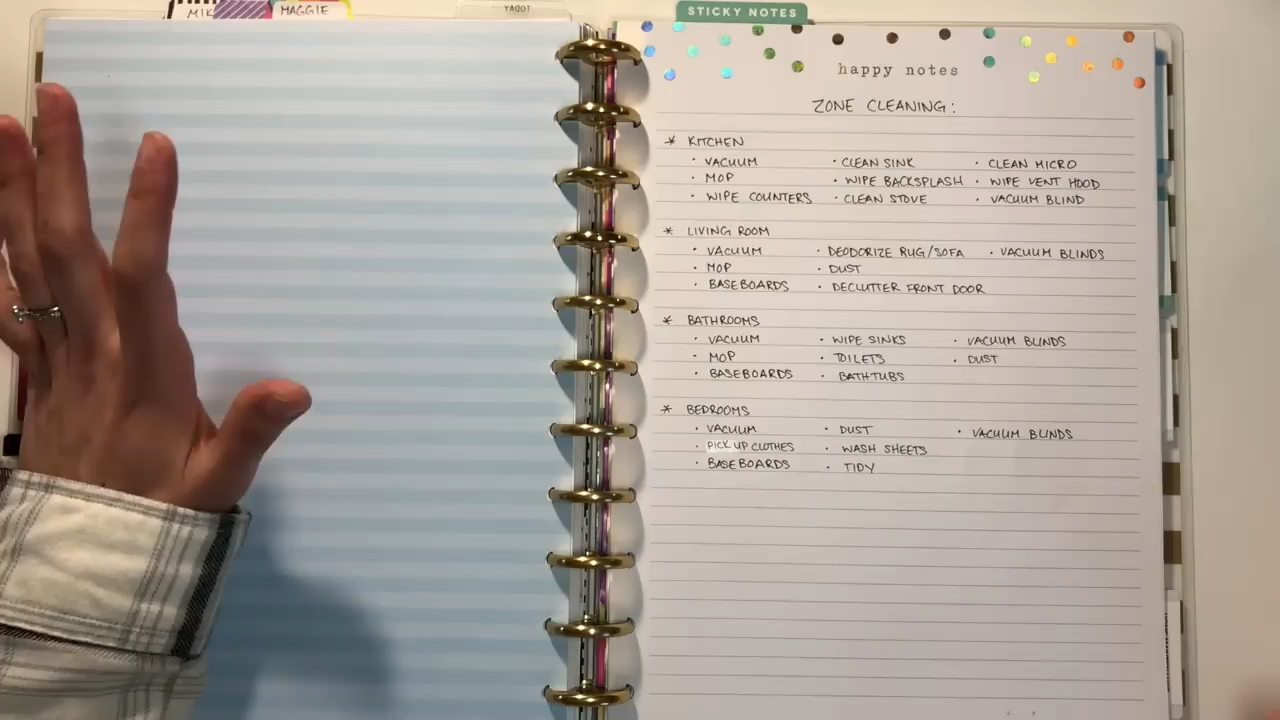 MIK
MAGGIE
TODAY
STICKY NOTES
happy notes
ZONE CLEANING:
* KITCHEN
· VACUUM · CLEAN SINK · CLEAN MICRO
· MOP · WIPE BACKSPLASH · WIPE VENT HOOD
· WIPE COUNTERS · CLEAN STOVE · VACUUM BLIND
* LIVING ROOM
· VACUUM · DEODORIZE RUG/SOFA · VACUUM BLINDS
· MOP · DUST
· BASEBOARDS · DECLUTTER FRONT DOOR
* BATHROOMS
· VACUUM · WIPE SINKS · VACUUM BLINDS
· MOP · TOILETS · DUST
· BASEBOARDS · BATHTUBS
* BEDROOMS
· VACUUM · DUST · VACUUM BLINDS
· PICK UP CLOTHES · WASH SHEETS
· BASEBOARDS · TIDY